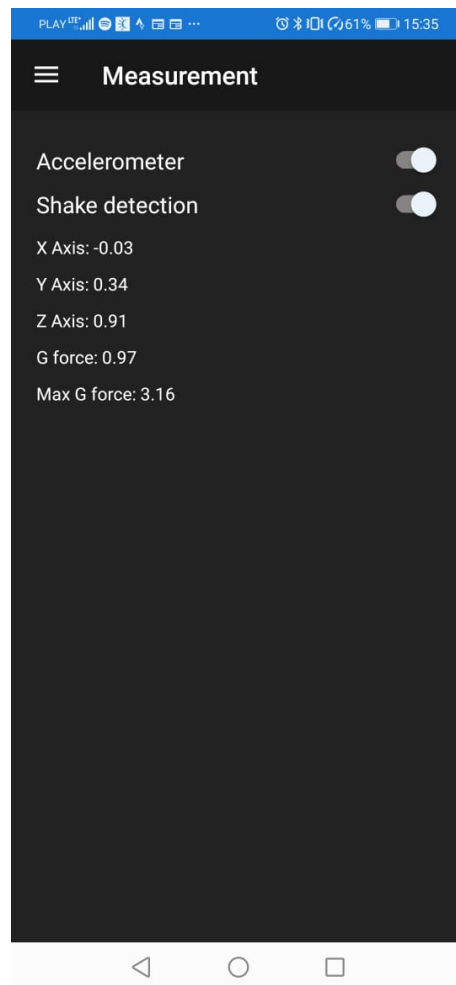 PLAY LTE 61% 15:35
Measurement
Accelerometer
Shake detection
X Axis: -0.03
Y Axis: 0.34
Z Axis: 0.91
G force: 0.97
Max G force: 3.16